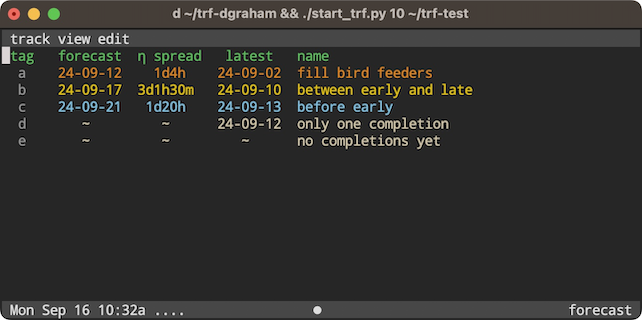 d ~/trf-dgraham && ./start_trf.py 10 ~/trf-test
track view edit
tag forecast η spread latest name
a 24-09-12 1d4h 24-09-02 fill bird feeders
b 24-09-17 3d1h30m 24-09-10 between early and late
c 24-09-21 1d20h 24-09-13 before early
d ~ ~ 24-09-12 only one completion
e ~ ~ ~ no completions yet
Mon Sep 16 10:32a .... ● forecast